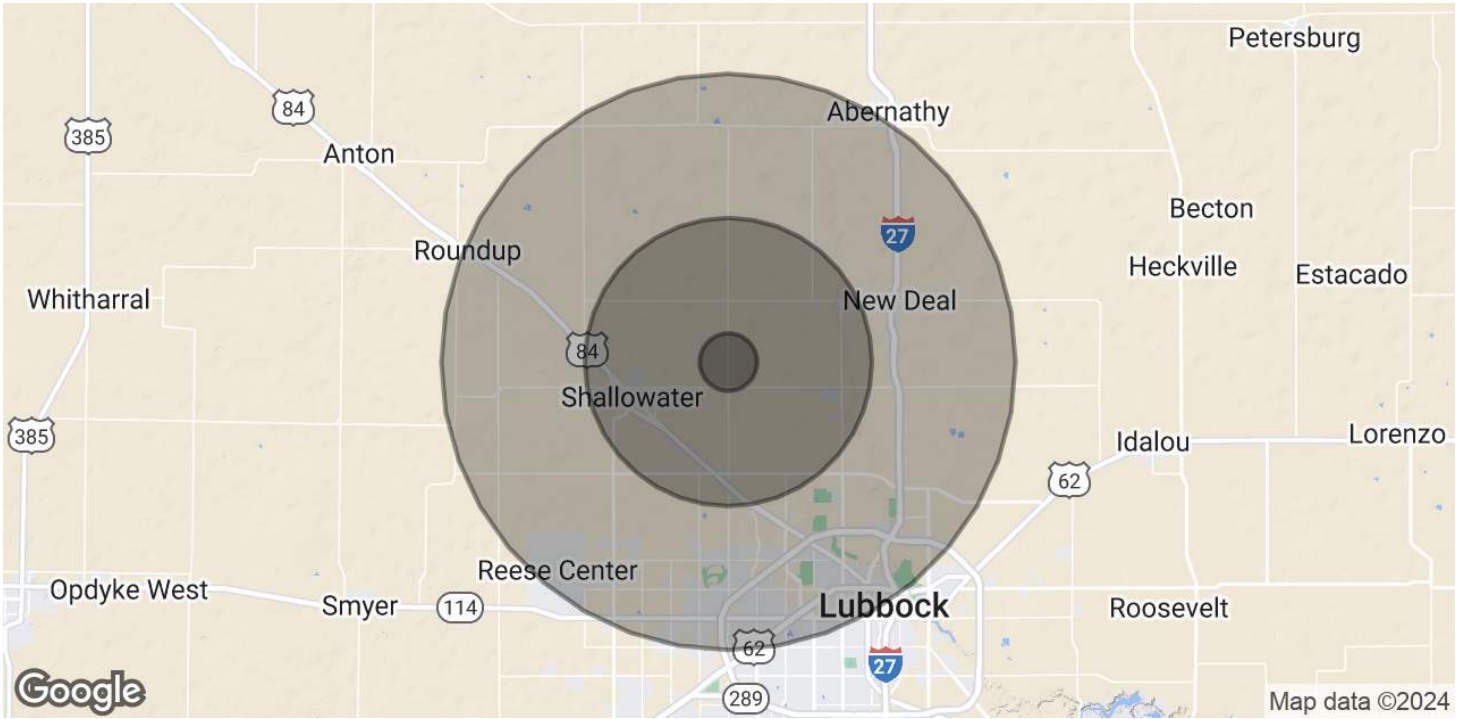 Petersburg
84
Abernathy
385
Anton
Becton
27
Roundup
Heckville
Estacado
Whitharral
New Deal
84
Shallowater
385
Idalou
Lorenzo
62
Reese Center
Opdyke West
Smyer
114
Lubbock
Roosevelt
62
27
Google
289
Map data ©2024